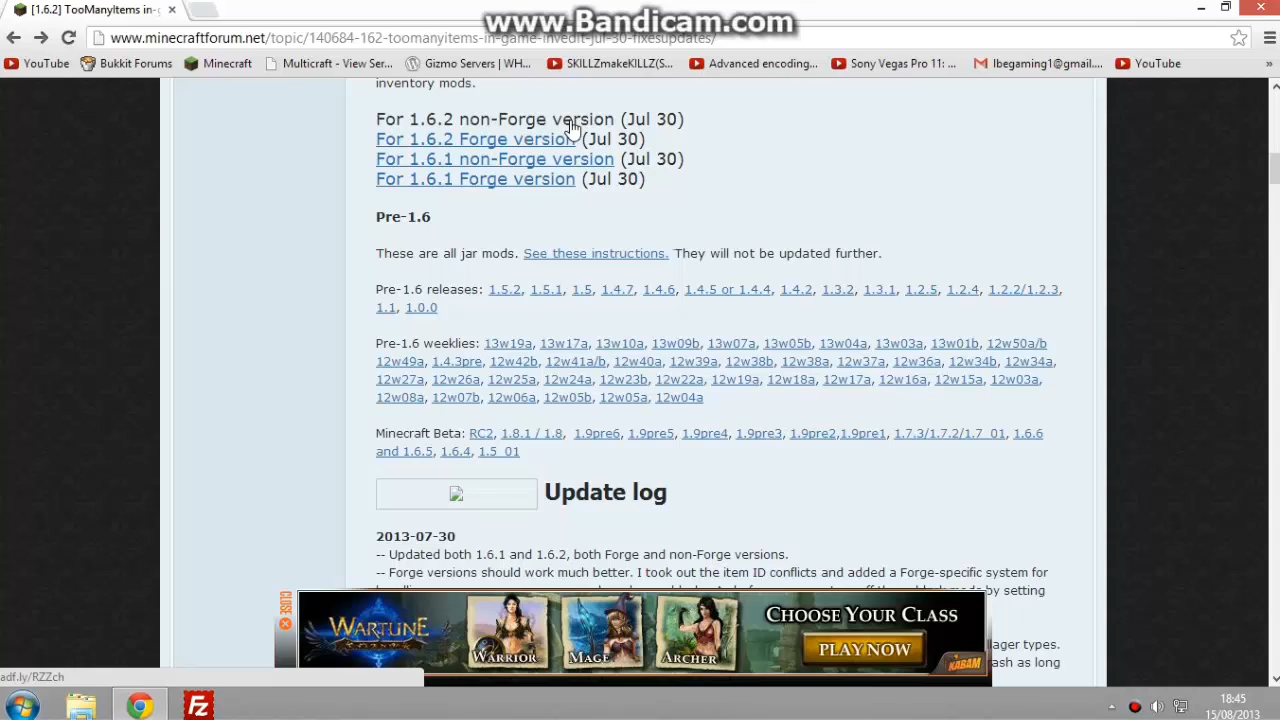 [1.6.2] TooManyItems in-g
www.Bandicam.com
www.minecraftforum.net/topic/140684-162-toomanyitems-in-game-invedit-jul-30-fixesupdates/
YouTube Bukkit Forums Minecraft Multicraft - View Ser... Gizmo Servers | WH... SKILLZmakeKILLZ(S... Advanced encoding... Sony Vegas Pro 11: ... Ibegaming1@gmail.... YouTube »
inventory mods.
For 1.6.2 non-Forge version (Jul 30)
For 1.6.2 Forge version (Jul 30)
For 1.6.1 non-Forge version (Jul 30)
For 1.6.1 Forge version (Jul 30)
Pre-1.6
These are all jar mods. See these instructions. They will not be updated further.
Pre-1.6 releases: 1.5.2, 1.5.1, 1.5, 1.4.7, 1.4.6, 1.4.5 or 1.4.4, 1.4.2, 1.3.2, 1.3.1, 1.2.5, 1.2.4, 1.2.2/1.2.3,
1.1, 1.0.0
Pre-1.6 weeklies: 13w19a, 13w17a, 13w10a, 13w09b, 13w07a, 13w05b, 13w04a, 13w03a, 13w01b, 12w50a/b
12w49a, 1.4.3pre, 12w42b, 12w41a/b, 12w40a, 12w39a, 12w38b, 12w38a, 12w37a, 12w36a, 12w34b, 12w34a,
12w27a, 12w26a, 12w25a, 12w24a, 12w23b, 12w22a, 12w19a, 12w18a, 12w17a, 12w16a, 12w15a, 12w03a,
12w08a, 12w07b, 12w06a, 12w05b, 12w05a, 12w04a
Minecraft Beta: RC2, 1.8.1 / 1.8, 1.9pre6, 1.9pre5, 1.9pre4, 1.9pre3, 1.9pre2,1.9pre1, 1.7.3/1.7.2/1.7_01, 1.6.6
and 1.6.5, 1.6.4, 1.5_01
Update log
2013-07-30
-- Updated both 1.6.1 and 1.6.2, both Forge and non-Forge versions.
-- Forge versions should work much better. I took out the item ID conflicts and added a Forge-specific system for
by setting
CLOSE
WARTUNE
WARRIOR
MAGE
ARCHER
CHOOSE YOUR CLASS
PLAY NOW
KABAM
lager types.
ash as long
adf.ly/RZZch
18:45
15/08/2013